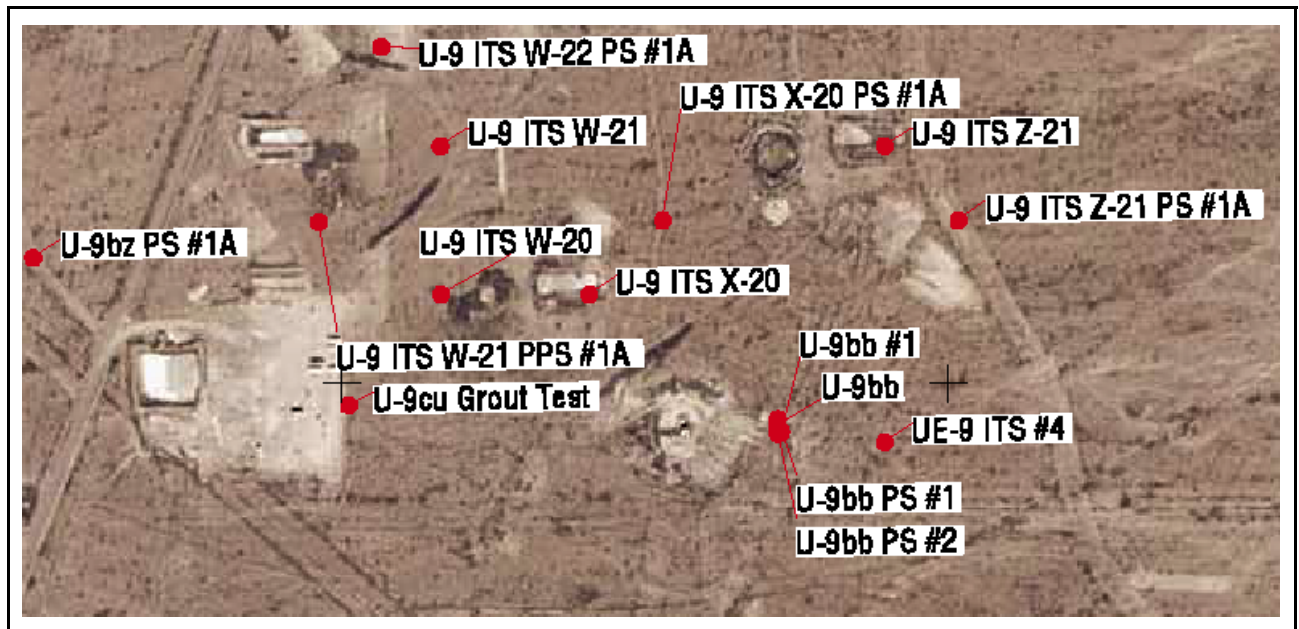 U-9 ITS W-22 PS #1A
U-9 ITS X-20 PS #1A
U-9 ITS W-21
U-9 ITS Z-21
U-9 ITS Z-21 PS #1A
U-9bz PS #1A
U-9 ITS W-20
U-9 ITS X-20
U-9bb #1
U-9 ITS W-21 PPS #1A
U-9bb
U-9cu Grout Test
UE-9 ITS #4
U-9bb PS #1
U-9bb PS #2